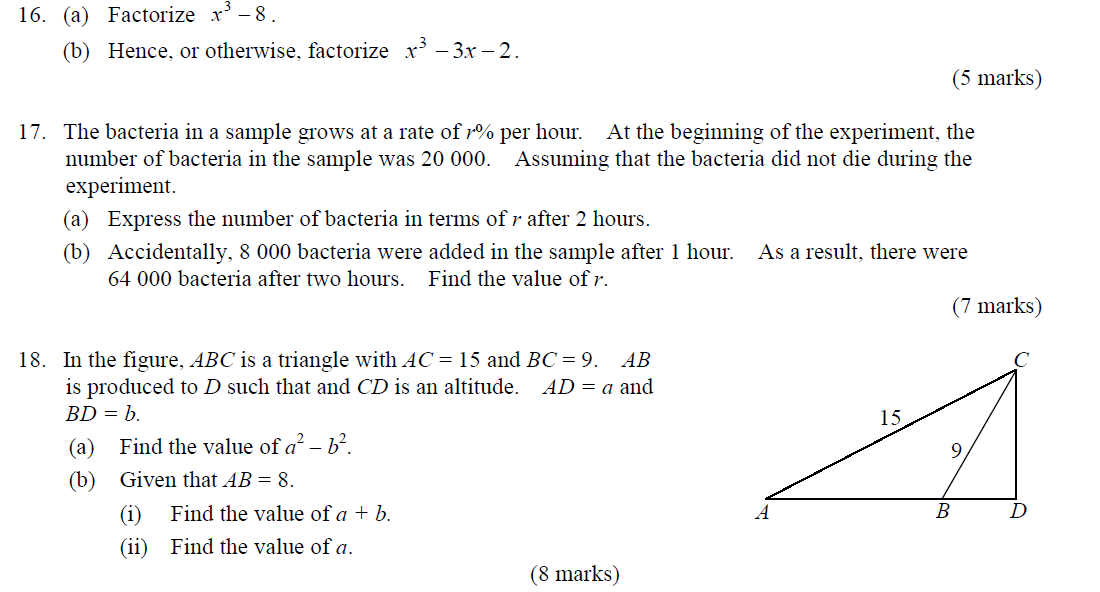 16. (a) Factorize x³ – 8.
(b) Hence, or otherwise, factorize x³ – 3x – 2.
(5 marks)
17. The bacteria in a sample grows at a rate of r% per hour. At the beginning of the experiment, the
number of bacteria in the sample was 20 000. Assuming that the bacteria did not die during the
experiment.
(a) Express the number of bacteria in terms of r after 2 hours.
(b) Accidentally, 8 000 bacteria were added in the sample after 1 hour. As a result, there were
64 000 bacteria after two hours. Find the value of r.
(7 marks)
18. In the figure, ABC is a triangle with AC = 15 and BC = 9. AB
is produced to D such that and CD is an altitude. AD = a and
BD = b.
(a) Find the value of a² – b².
(b) Given that AB = 8.
(i) Find the value of a + b.
(ii) Find the value of a.
(8 marks)
C
15
9
A
B
D